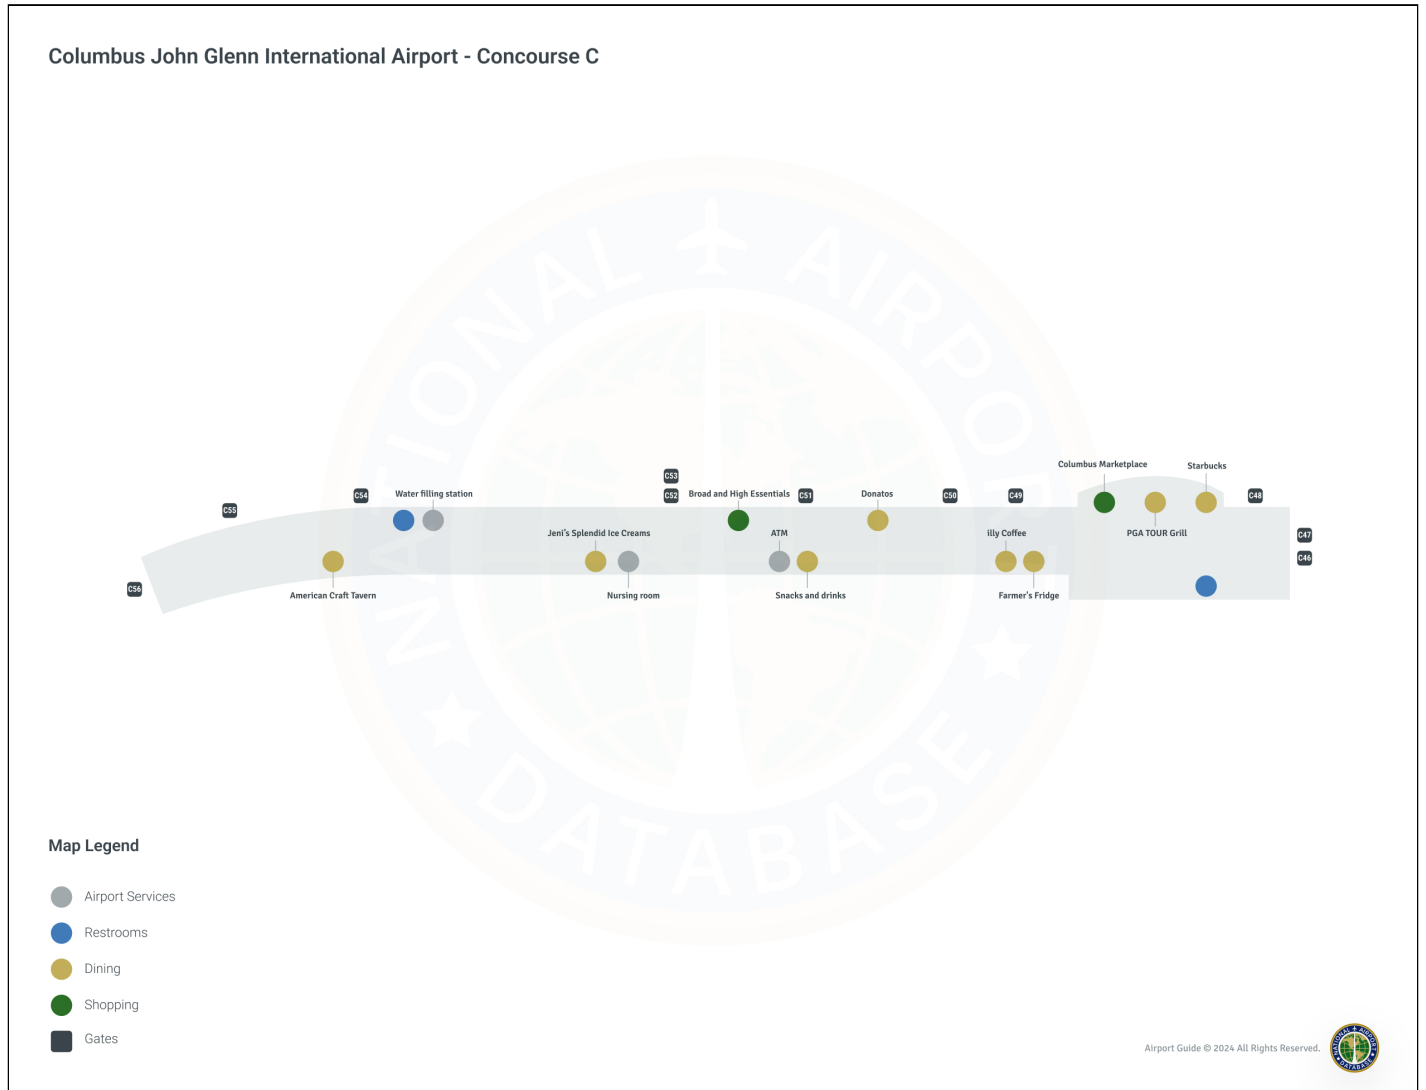 Columbus John Glenn International Airport - Concourse C
NATIONAL AIRPORT
DATABASE
Columbus Marketplace
Starbucks
C53
C54
Water filling station
C52
Broad and High Essentials
C51
Donatos
C50
C49
C48
C55
Jeni's Splendid Ice Creams
ATM
illy Coffee
PGA TOUR Grill
C47
C46
C56
American Craft Tavern
Nursing room
Snacks and drinks
Farmer's Fridge
Map Legend
Airport Services
Restrooms
Dining
Shopping
Gates
Airport Guide © 2024 All Rights Reserved.
NATIONAL AIRPORT
DATABASE